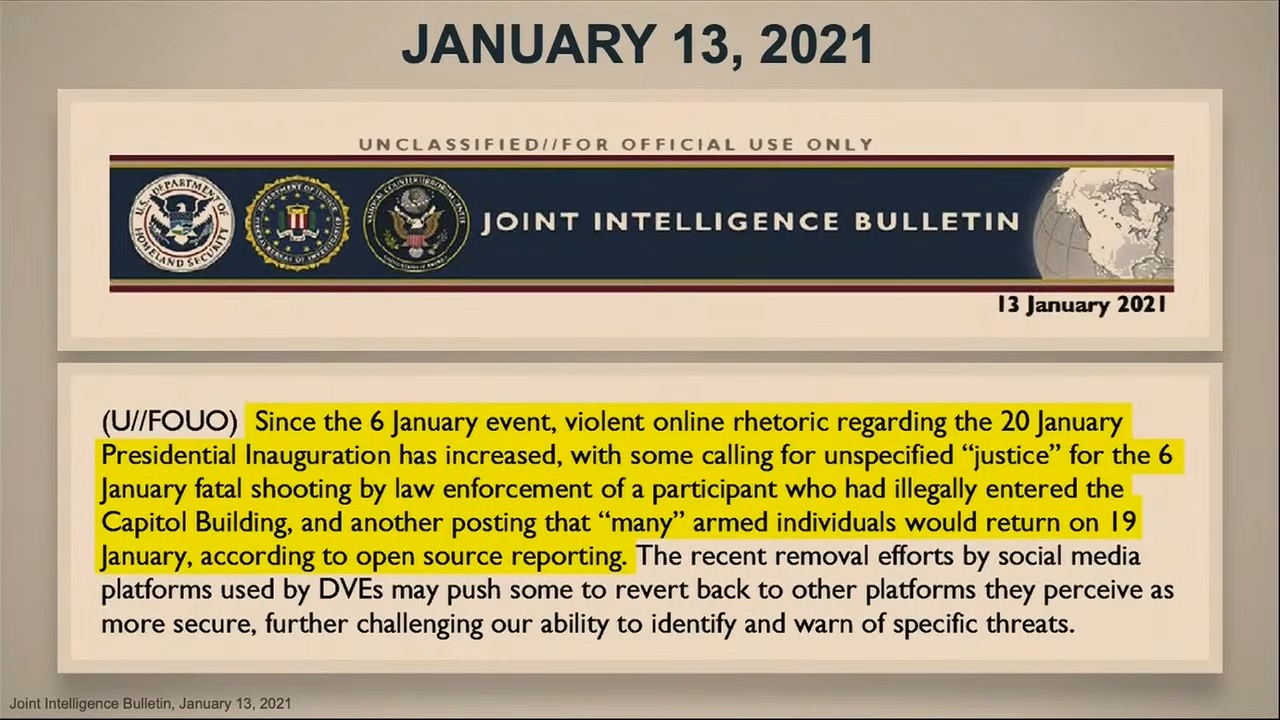 JANUARY 13, 2021
UNCLASSIFIED//FOR OFFICIAL USE ONLY
U.S. DEPARTMENT OF HOMELAND SECURITY
JOINT INTELLIGENCE BULLETIN
13 January 2021
(U//FOUO) Since the 6 January event, violent online rhetoric regarding the 20 January
Presidential Inauguration has increased, with some calling for unspecified “justice” for the 6
January fatal shooting by law enforcement of a participant who had illegally entered the
Capitol Building, and another posting that “many” armed individuals would return on 19
January, according to open source reporting. The recent removal efforts by social media
platforms used by DVEs may push some to revert back to other platforms they perceive as
more secure, further challenging our ability to identify and warn of specific threats.
Joint Intelligence Bulletin, January 13, 2021